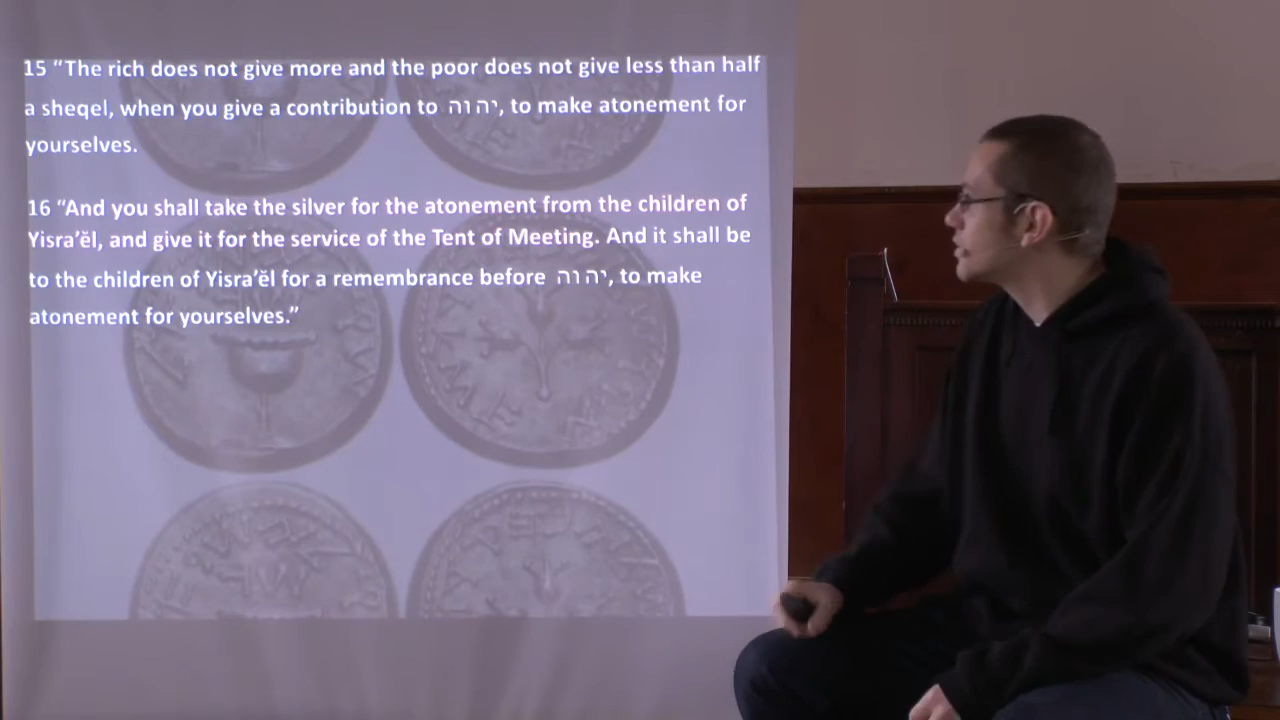 15 “The rich does not give more and the poor does not give less than half
a sheqel, when you give a contribution to יהוה, to make atonement for
yourselves.
16 “And you shall take the silver for the atonement from the children of
Yisra’ĕl, and give it for the service of the Tent of Meeting. And it shall be
to the children of Yisra’ĕl for a remembrance before יהוה, to make
atonement for yourselves.”